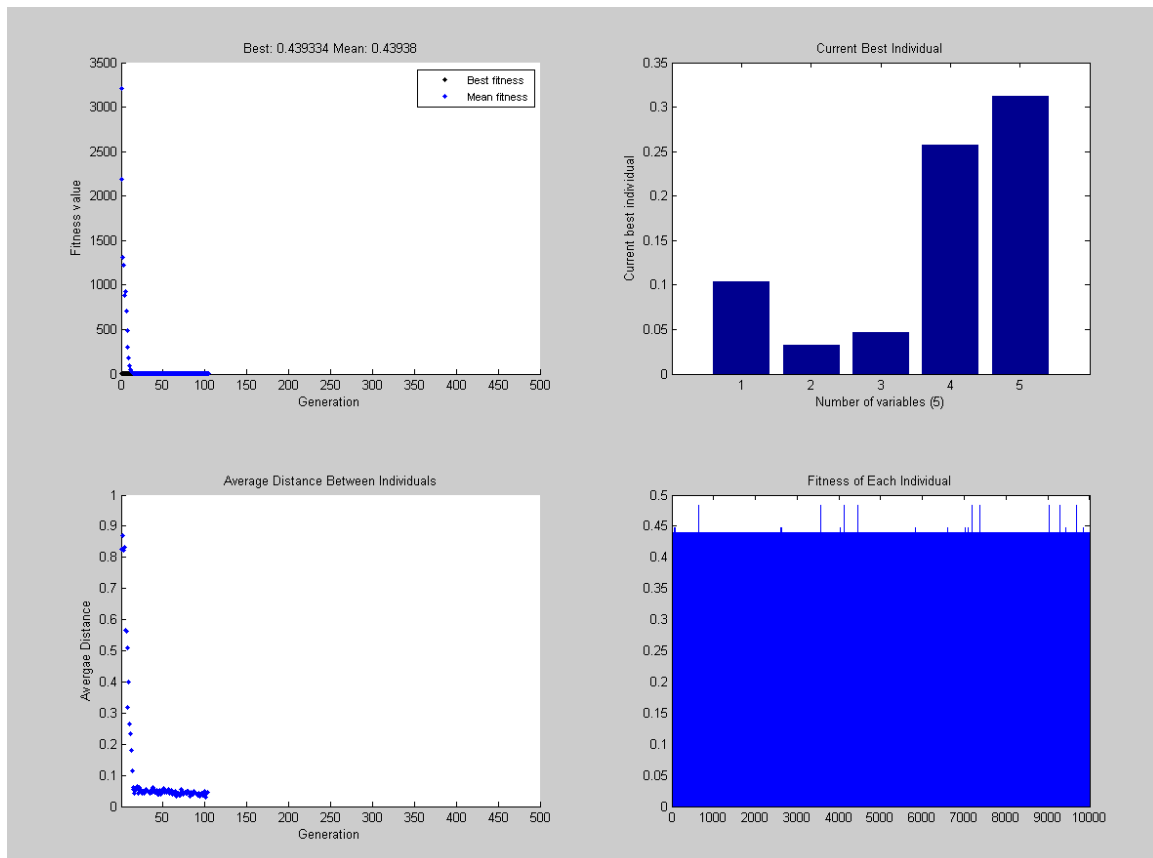 Best: 0.439334 Mean: 0.43938
3500
3000
2500
2000
1500
1000
500
0
Fitness value
Best fitness
Mean fitness
0 50 100 150 200 250 300 350 400 450 500
Generation
Current Best Individual
0.35
0.3
0.25
0.2
0.15
0.1
0.05
0
Current best individual
1 2 3 4 5
Number of variables (5)
Average Distance Between Individuals
1
0.9
0.8
0.7
0.6
0.5
0.4
0.3
0.2
0.1
0
Avergae Distance
0 50 100 150 200 250 300 350 400 450 500
Generation
Fitness of Each Individual
0.5
0.45
0.4
0.35
0.3
0.25
0.2
0.15
0.1
0.05
0
0 1000 2000 3000 4000 5000 6000 7000 8000 9000 10000